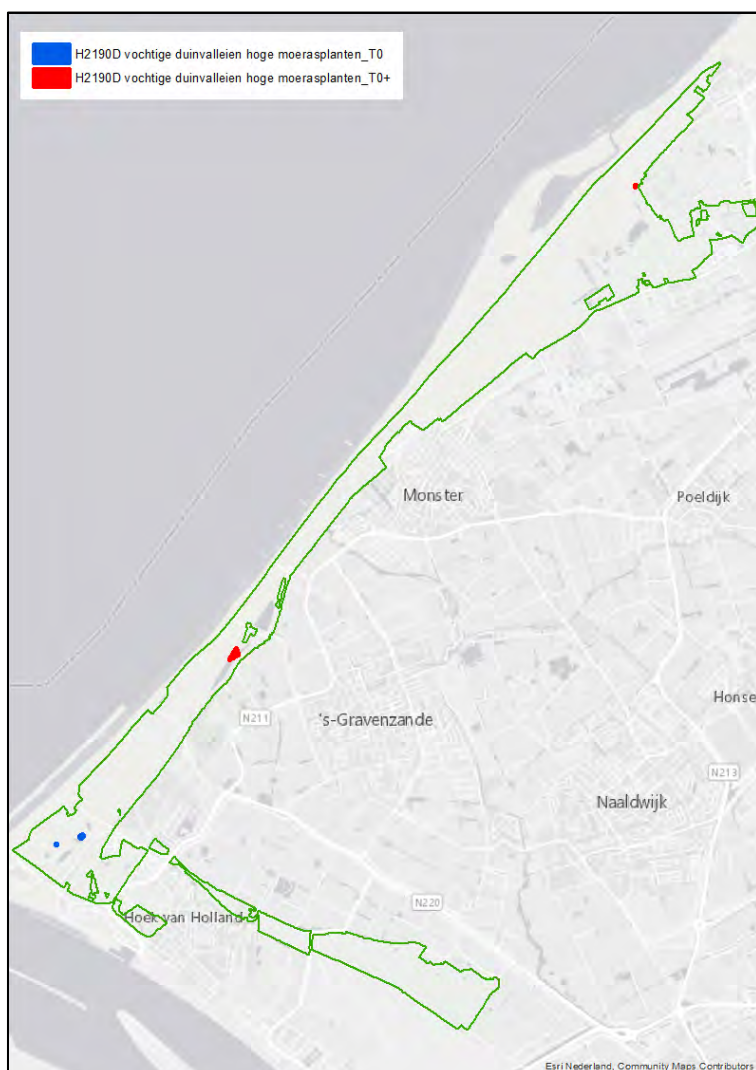 H2190D vochtige duinvalleien hoge moerasplanten_T0
H2190D vochtige duinvalleien hoge moerasplanten_T0+
Monster
Poeldijk
Honse
N211
's-Gravenzande
N213
Naaldwijk
N220
Hoek van Holland
Esri Nederland, Community Maps Contributors